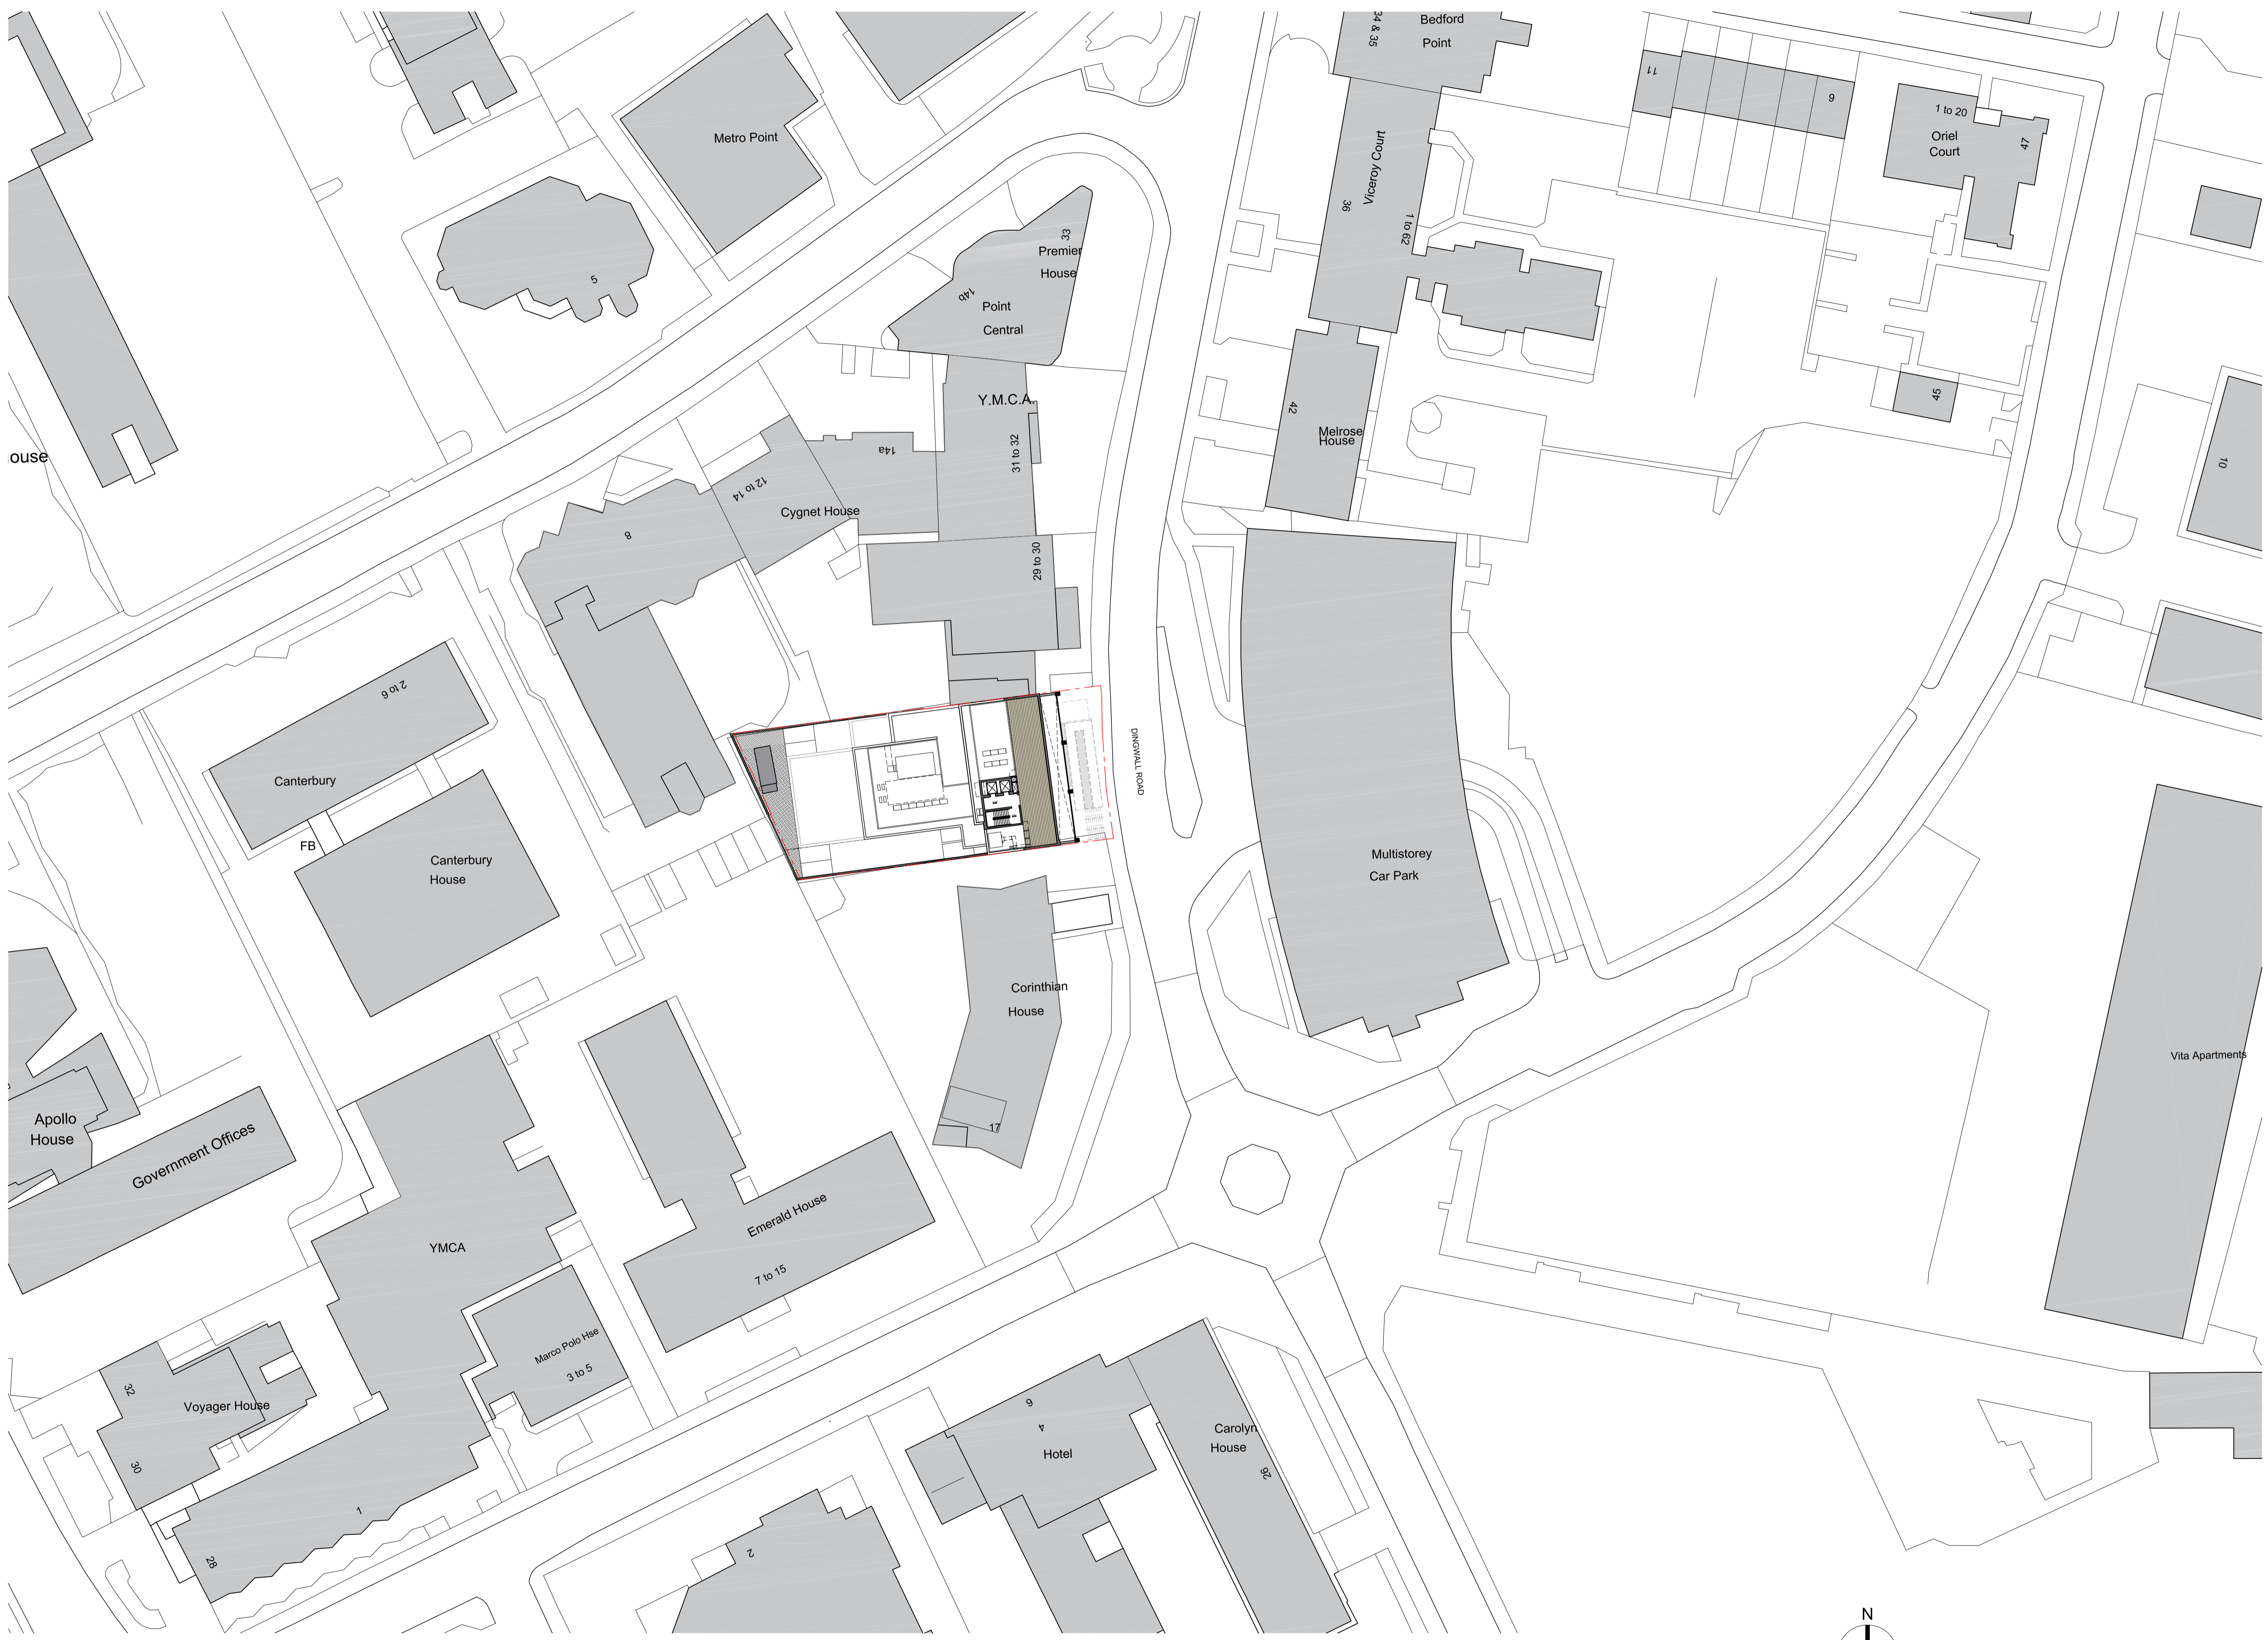 34 & 35
Bedford
Point
11
9
1 to 20
Oriel
Court
47
Metro Point
Viceroy Court
36
1 to 62
33
Premier
House
5
14b
Point
Central
Y.M.C.A.
42
Melrose
House
45
ouse
14a
31 to 32
10
12 to 14
Cygnet House
8
29 to 30
2 to 6
Canterbury
DINGWALL ROAD
FB
Canterbury
House
Multistorey
Car Park
Corinthian
House
Vita Apartments
17
Apollo
House
Government Offices
Emerald House
YMCA
7 to 15
Marco Polo Hse
3 to 5
32
Voyager House
30
6
4
Hotel
Carolyn
House
26
1
28
2
N